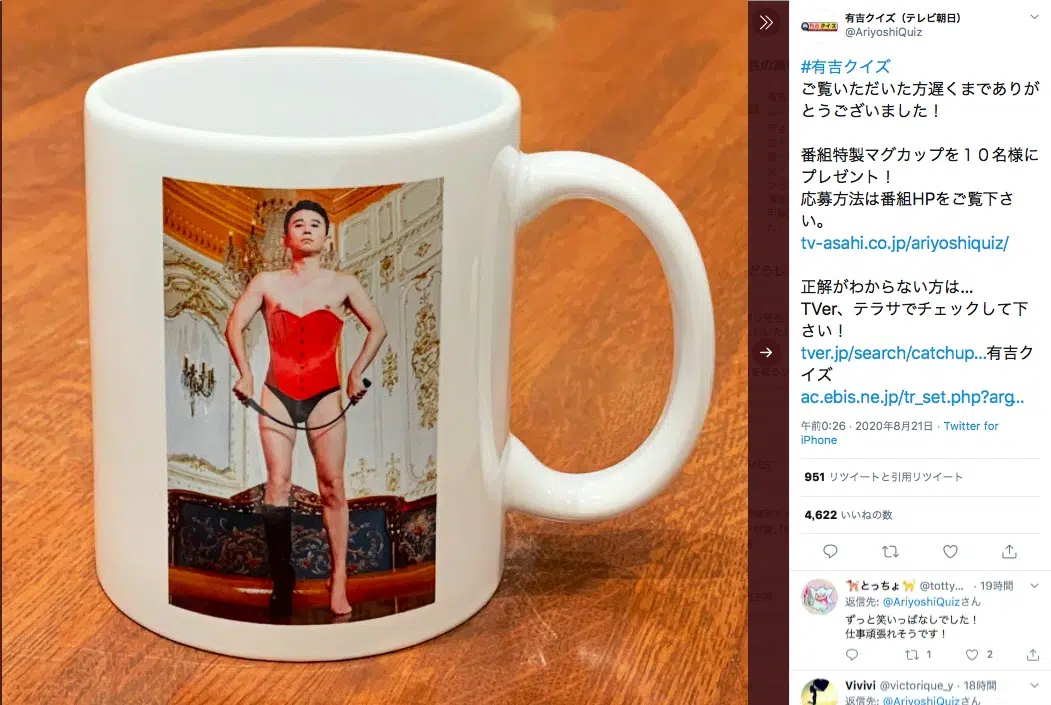 有吉クイズ
有吉クイズ（テレビ朝日）
@AriyoshiQuiz
#有吉クイズ
ご覧いただいた方遅くまでありが
とうございました！
番組特製マグカップを１０名様に
プレゼント！
応募方法は番組HPをご覧下さ
い。
tv-asahi.co.jp/ariyoshiquiz/
正解がわからない方は...
TVer、テラサでチェックして下
さい！
tver.jp/search/catchup...有吉ク
イズ
ac.ebis.ne.jp/tr_set.php?arg...
午前0:26 · 2020年8月21日 · Twitter for
iPhone
951 リツイートと引用リツイート
4,622 いいねの数
とっちょ @totty... · 19時間
返信先: @AriyoshiQuizさん
ずっと笑いっぱなしでした！
仕事頑張れそうです！
1 2
Vivivi @victorique_y · 18時間
返信先: @AriyoshiQuizさん